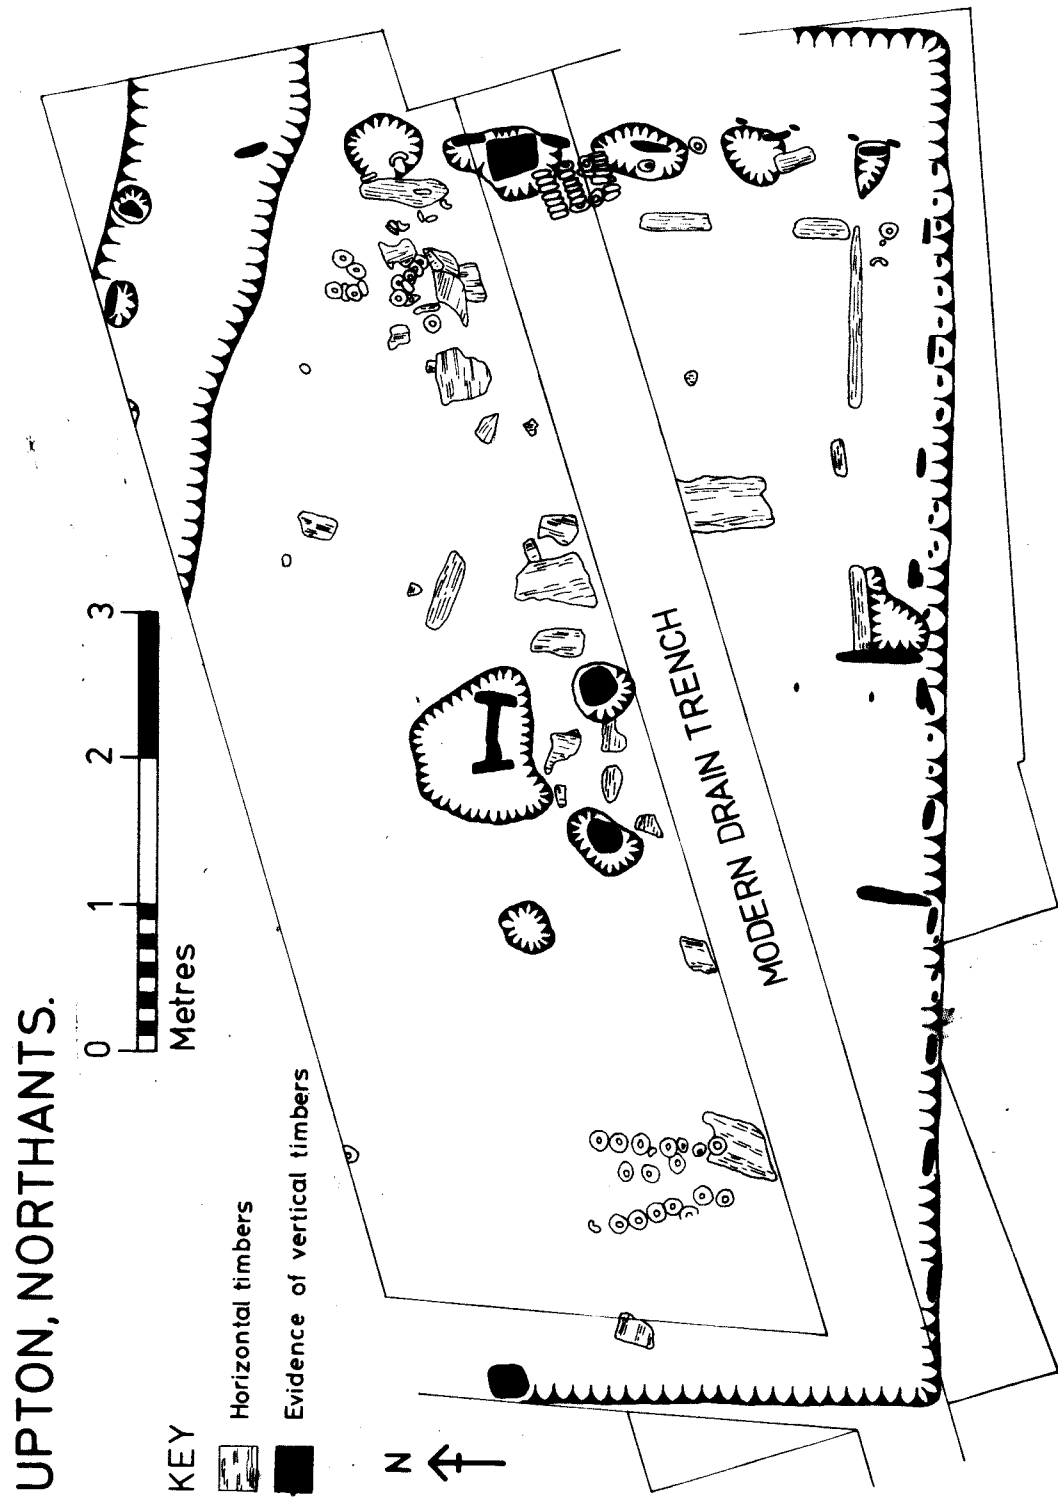 UPTON, NORTHANTS.
0 1 2 3
Metres
KEY
Horizontal timbers
Evidence of vertical timbers
N
MODERN DRAIN TRENCH